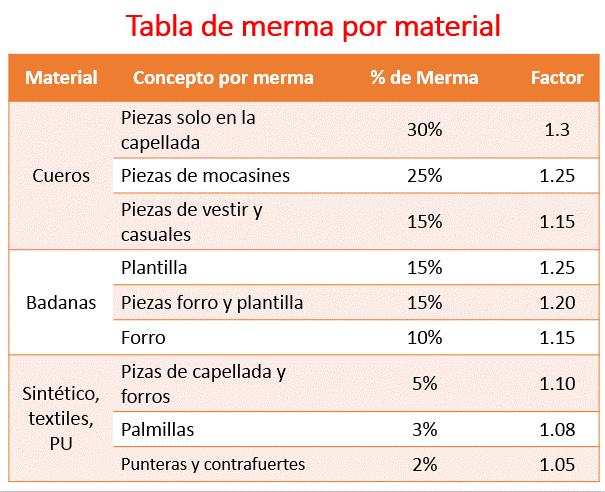 Tabla de merma por material
Material Concepto por merma % de Merma Factor
Cueros
Piezas solo en la
capellada 30% 1.3
Piezas de mocasines 25% 1.25
Piezas de vestir y
casuales 15% 1.15
Badanas
Plantilla 15% 1.25
Piezas forro y plantilla 15% 1.20
Forro 10% 1.15
Sintético,
textiles,
PU
Pizas de capellada y
forros 5% 1.10
Palmillas 3% 1.08
Punteras y contrafuertes 2% 1.05